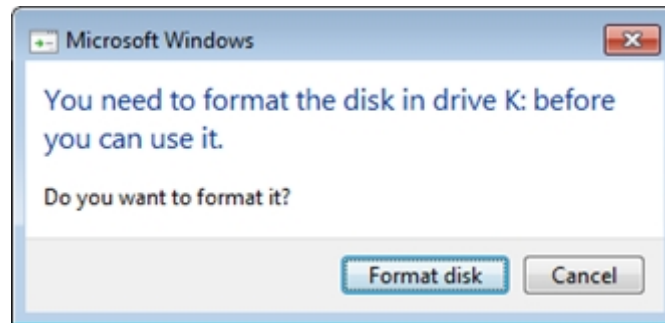 Microsoft Windows
You need to format the disk in drive K: before
you can use it.
Do you want to format it?
Format disk Cancel